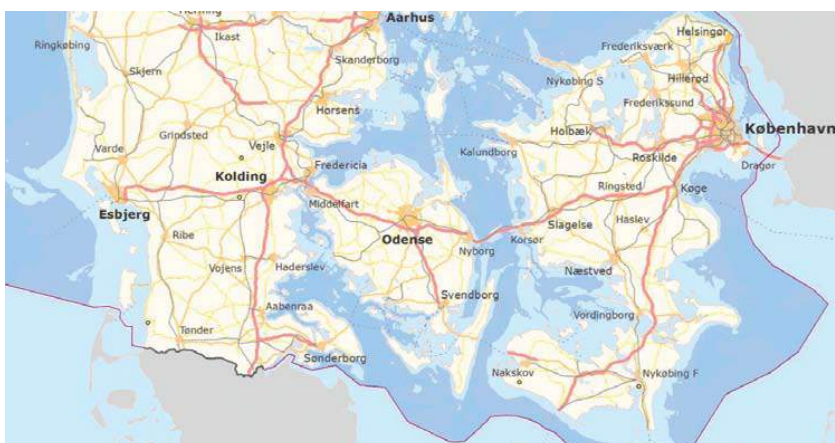 Herning
Aarhus
Helsingør
Ringkøbing
Ikast
Frederiksværk
Skanderborg
Skjern
Nykøbing S
Hillerød
Frederikssund
Horsens
Grindsted
Holbæk
København
Vejle
Varde
Kalundborg
Roskilde
Dragør
Fredericia
Kolding
Ringsted
Køge
Middelfart
Esbjerg
Slagelse
Haslev
Ribe
Odense
Korsør
Nyborg
Vojens
Haderslev
Næstved
Svendborg
Aabenraa
Vordingborg
Tønder
Sønderborg
Nakskov
Nykøbing F